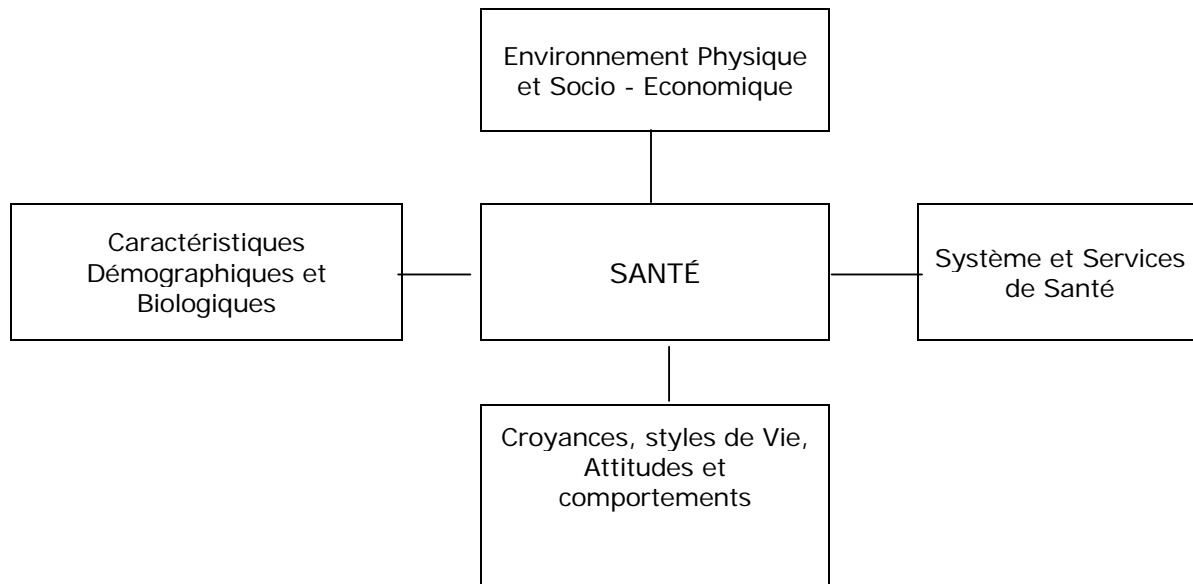 Environnement Physique
et Socio - Economique
Caractéristiques
Démographiques et
Biologiques
SANTÉ
Système et Services
de Santé
Croyances, styles de Vie,
Attitudes et
comportements